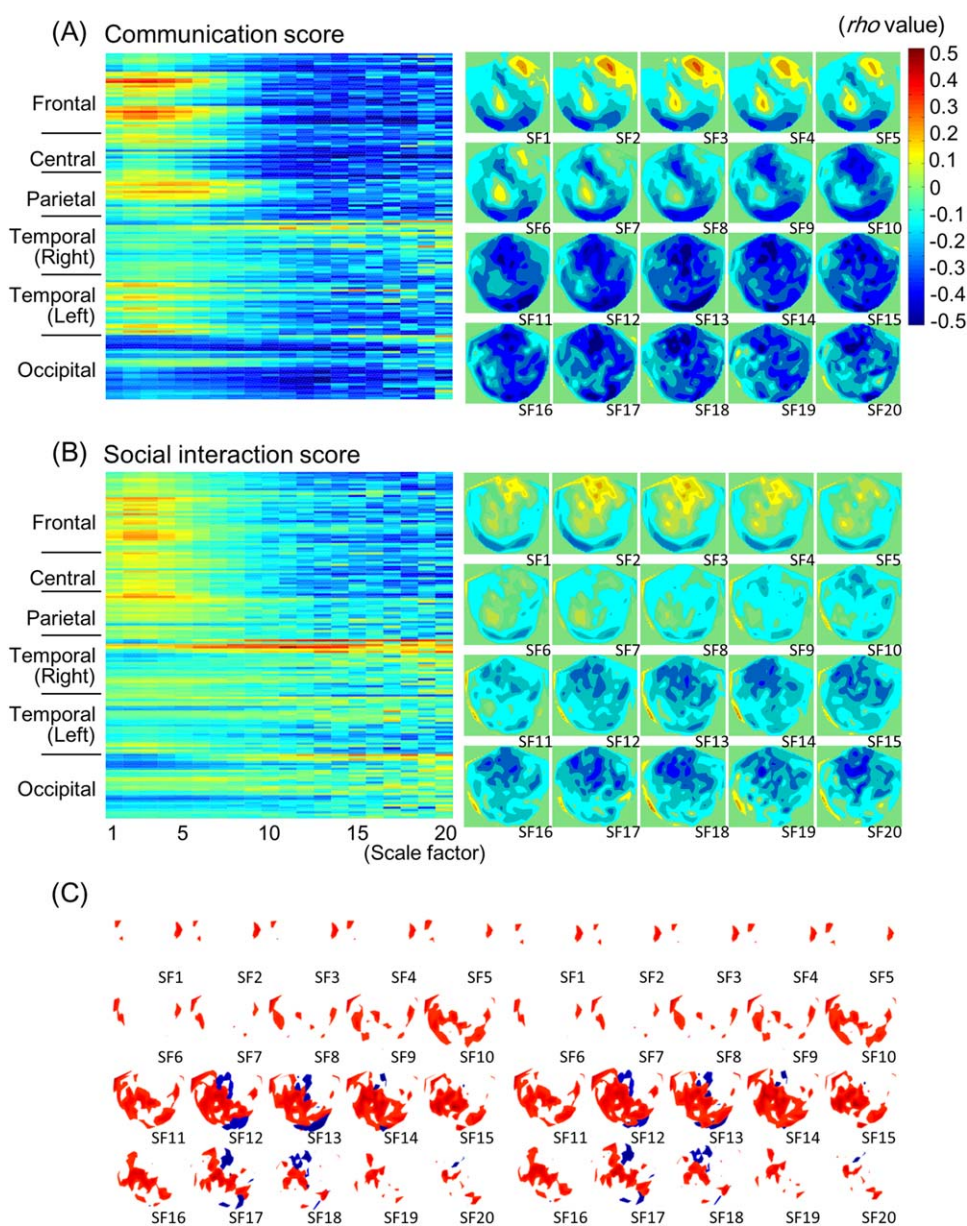 (A) Communication score
(rho value)
Frontal
Central
Parietal
Temporal
(Right)
Temporal
(Left)
Occipital
SF1 SF2 SF3 SF4 SF5
SF6 SF7 SF8 SF9 SF10
SF11 SF12 SF13 SF14 SF15
SF16 SF17 SF18 SF19 SF20
0.5
0.4
0.3
0.2
0.1
0
-0.1
-0.2
-0.3
-0.4
-0.5
(B) Social interaction score
Frontal
Central
Parietal
Temporal
(Right)
Temporal
(Left)
Occipital
1 5 10 15 20
(Scale factor)
SF1 SF2 SF3 SF4 SF5
SF6 SF7 SF8 SF9 SF10
SF11 SF12 SF13 SF14 SF15
SF16 SF17 SF18 SF19 SF20
(C)
SF1 SF2 SF3 SF4 SF5 SF1 SF2 SF3 SF4 SF5
SF6 SF7 SF8 SF9 SF10 SF6 SF7 SF8 SF9 SF10
SF11 SF12 SF13 SF14 SF15 SF11 SF12 SF13 SF14 SF15
SF16 SF17 SF18 SF19 SF20 SF16 SF17 SF18 SF19 SF20